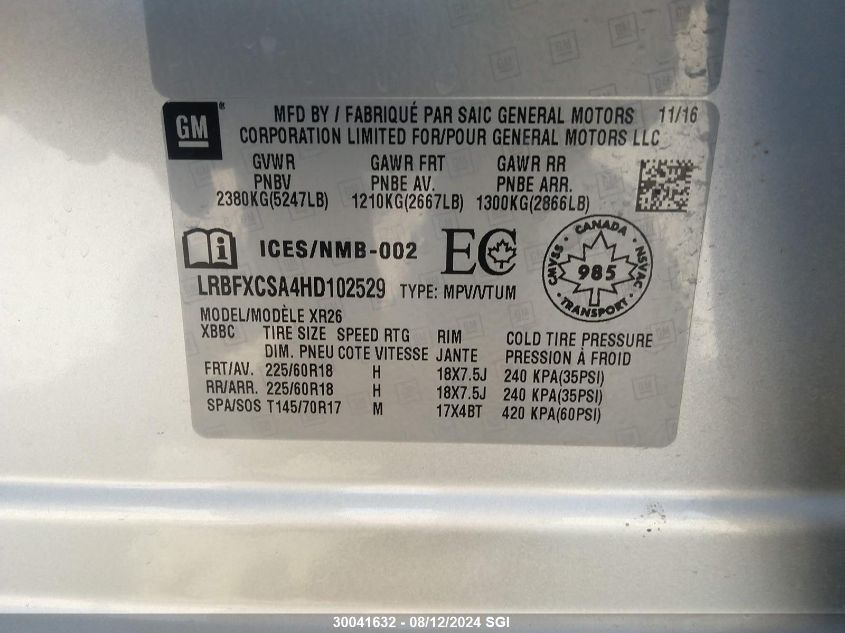 GM
MFD BY / FABRIQUÉ PAR SAIC GENERAL MOTORS 11/16
CORPORATION LIMITED FOR/POUR GENERAL MOTORS LLC
GVWR GAWR FRT GAWR RR
PNBV PNBE AV. PNBE ARR.
2380KG(5247LB) 1210KG(2667LB) 1300KG(2866LB)
ICES/NMB-002 EC
CANADA
CMVSS NSVAC
985
TRANSPORT
LRBFXCSA4HD102529 TYPE: MPV/VTUM
MODEL/MODÈLE XR26
XBBC TIRE SIZE SPEED RTG RIM COLD TIRE PRESSURE
DIM. PNEU COTE VITESSE JANTE PRESSION À FROID
FRT/AV. 225/60R18 H 18X7.5J 240 KPA(35PSI)
RR/ARR. 225/60R18 H 18X7.5J 240 KPA(35PSI)
SPA/SOS T145/70R17 M 17X4BT 420 KPA(60PSI)
30041632 - 08/12/2024 SGI